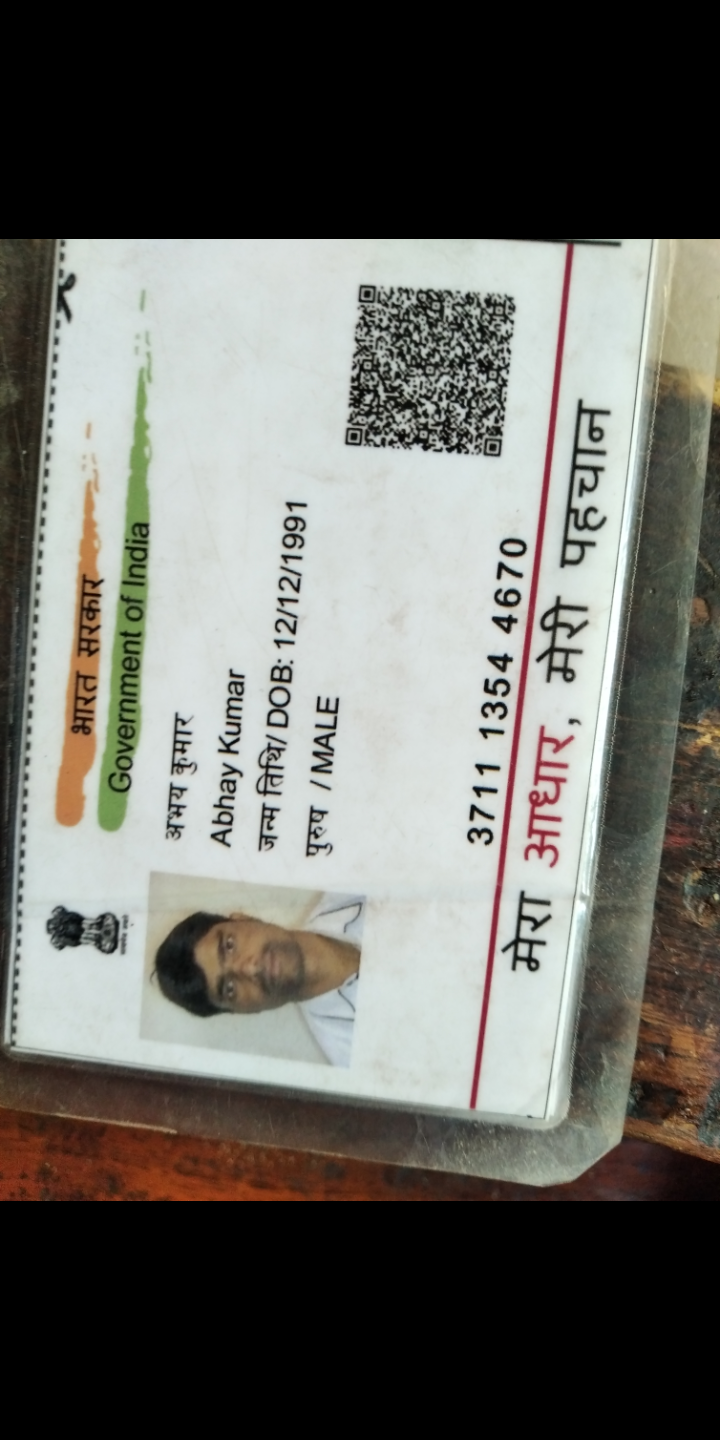 भारत सरकार
Government of India
अभय कुमार
Abhay Kumar
जन्म तिथि/ DOB: 12/12/1991
पुरुष / MALE
3711 1354 4670
मेरा आधार, मेरी पहचान